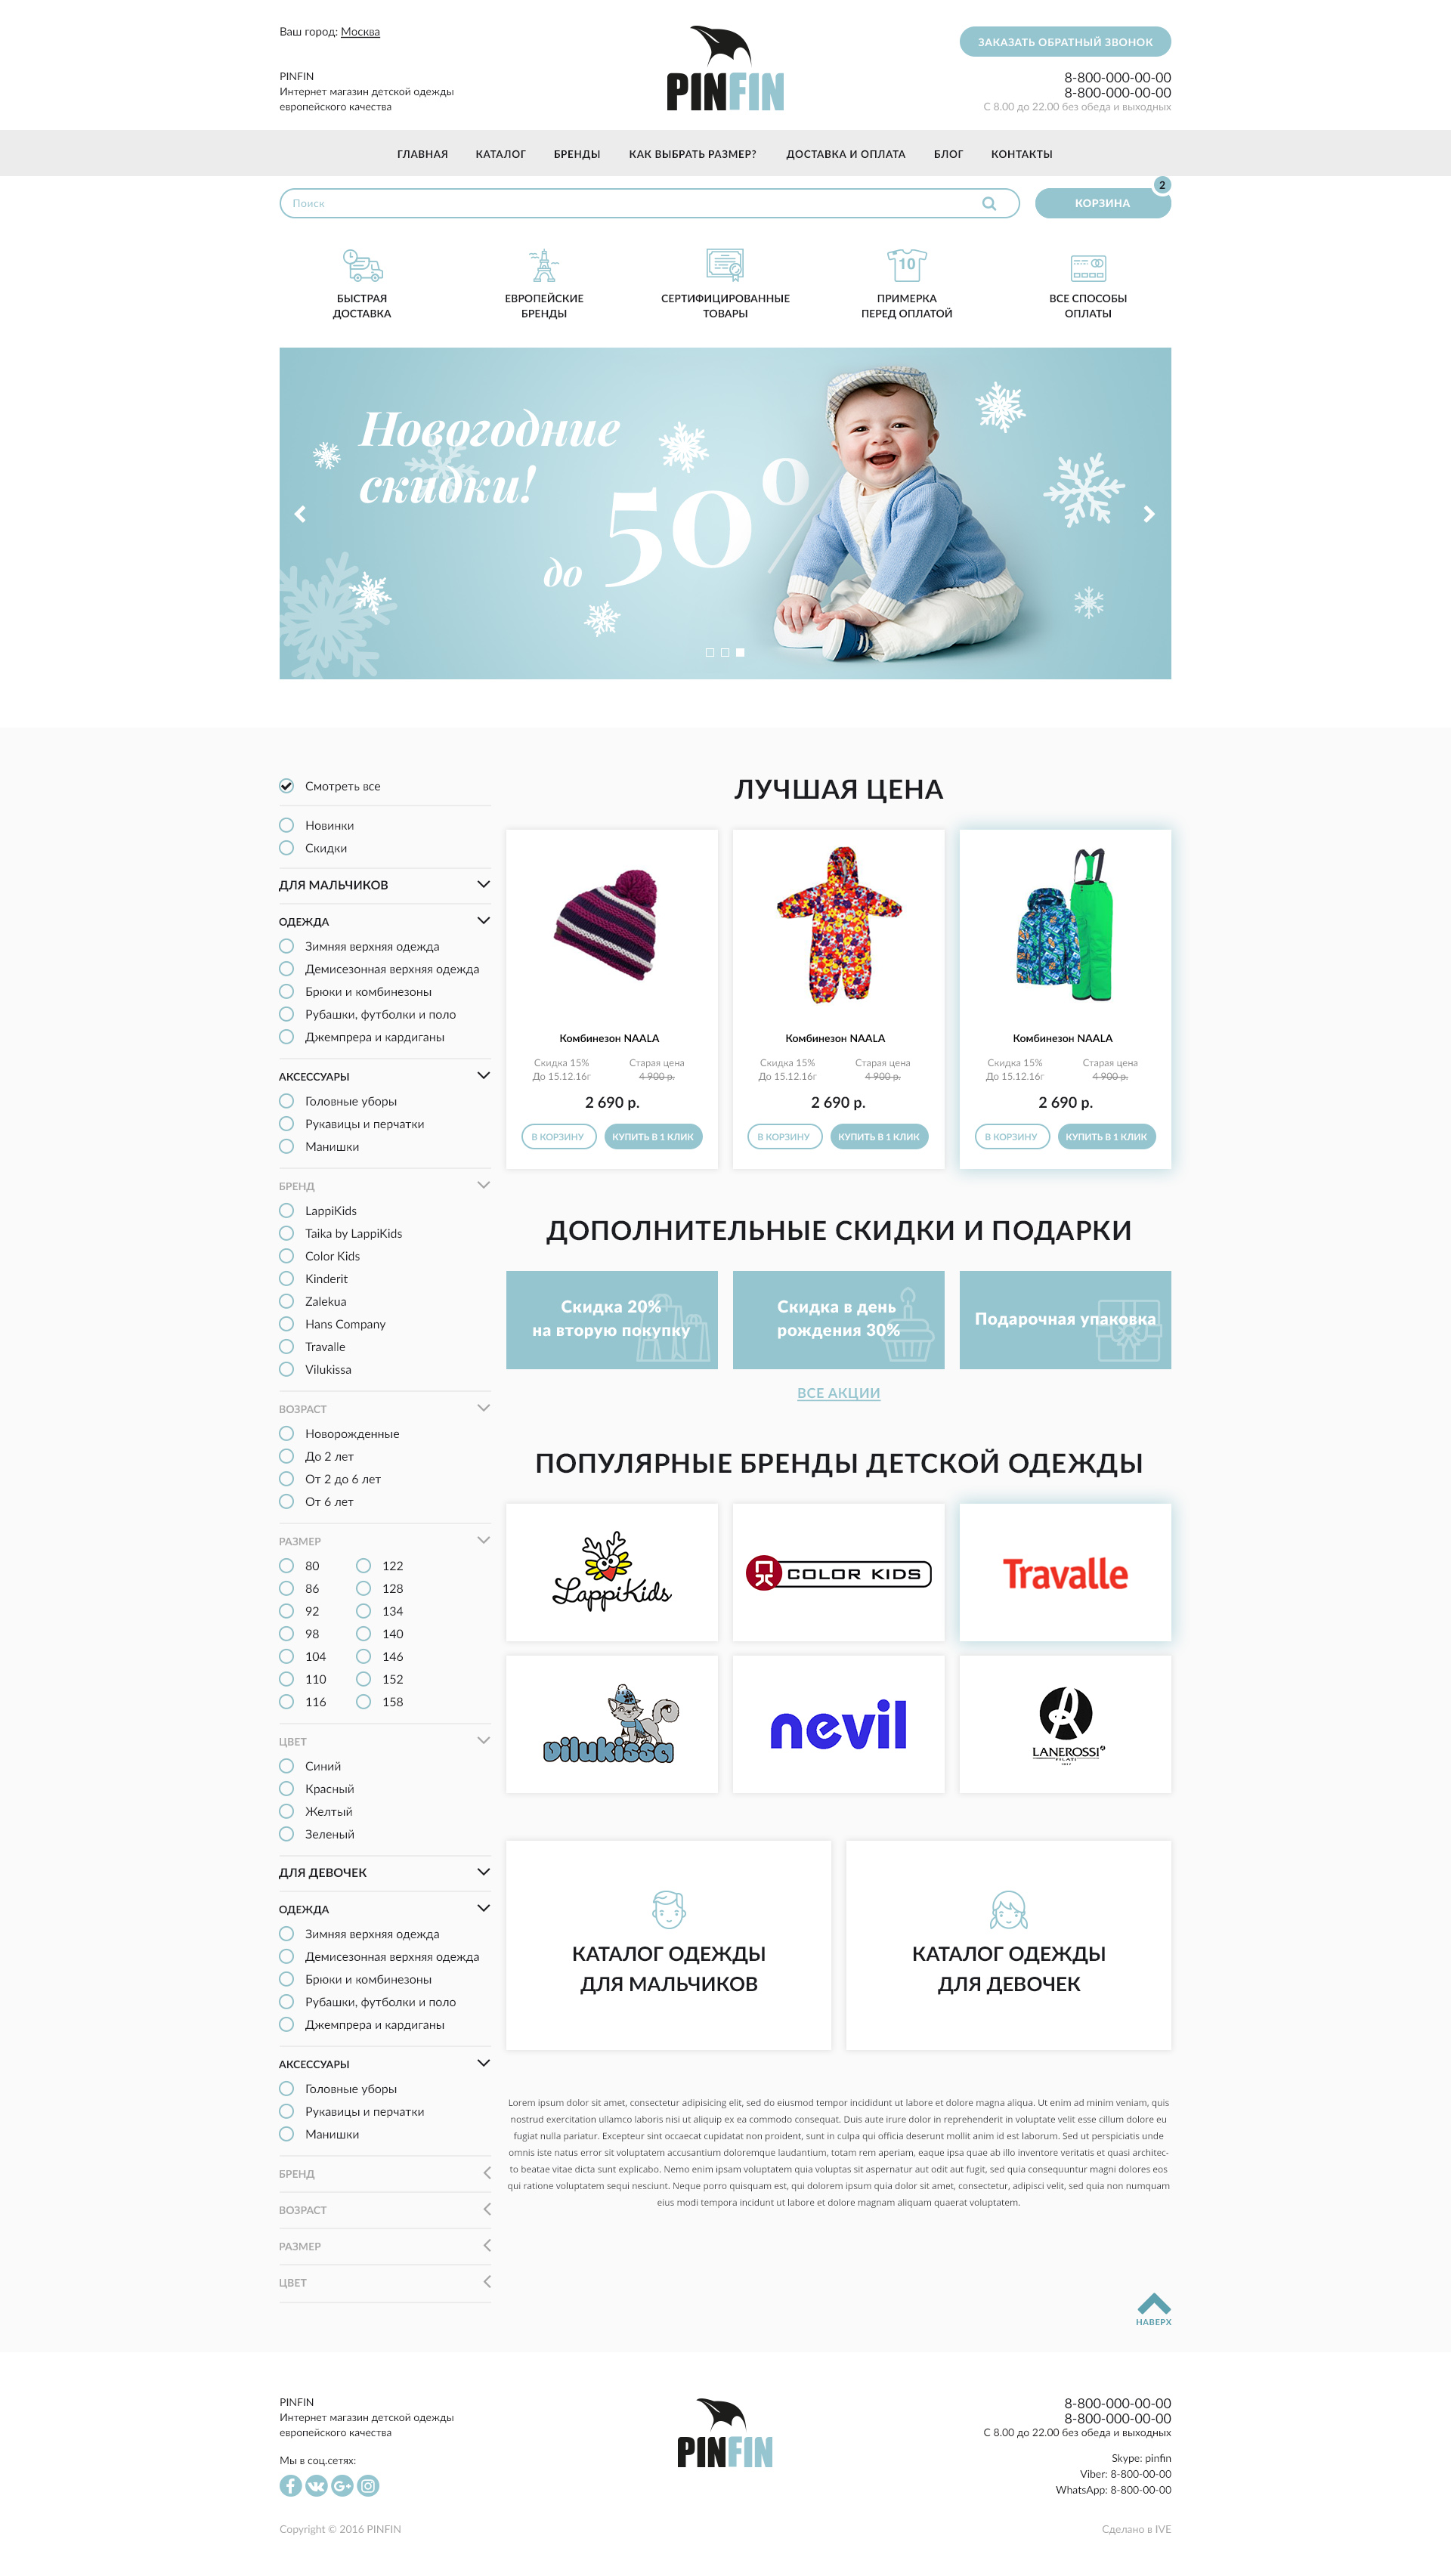 Ваш город: Москва
PINFIN
Интернет магазин детской одежды
европейского качества
PINFIN
ЗАКАЗАТЬ ОБРАТНЫЙ ЗВОНОК
8-800-000-00-00
8-800-000-00-00
С 8.00 до 22.00 без обеда и выходных
ГЛАВНАЯ КАТАЛОГ БРЕНДЫ КАК ВЫБРАТЬ РАЗМЕР? ДОСТАВКА И ОПЛАТА БЛОГ КОНТАКТЫ
Поиск
КОРЗИНА
2
БЫСТРАЯ
ДОСТАВКА
ЕВРОПЕЙСКИЕ
БРЕНДЫ
СЕРТИФИЦИРОВАННЫЕ
ТОВАРЫ
10
ПРИМЕРКА
ПЕРЕД ОПЛАТОЙ
ВСЕ СПОСОБЫ
ОПЛАТЫ
Новогодние
скидки!
до 50%
Смотреть все
Новинки
Скидки
ДЛЯ МАЛЬЧИКОВ
ОДЕЖДА
Зимняя верхняя одежда
Демисезонная верхняя одежда
Брюки и комбинезоны
Рубашки, футболки и поло
Джемпрера и кардиганы
АКСЕССУАРЫ
Головные уборы
Рукавицы и перчатки
Манишки
БРЕНД
LappiKids
Taika by LappiKids
Color Kids
Kinderit
Zalekua
Hans Company
Travalle
Vilukissa
ВОЗРАСТ
Новорожденные
До 2 лет
От 2 до 6 лет
От 6 лет
РАЗМЕР
80 122
86 128
92 134
98 140
104 146
110 152
116 158
ЦВЕТ
Синий
Красный
Желтый
Зеленый
ДЛЯ ДЕВОЧЕК
ОДЕЖДА
Зимняя верхняя одежда
Демисезонная верхняя одежда
Брюки и комбинезоны
Рубашки, футболки и поло
Джемпрера и кардиганы
АКСЕССУАРЫ
Головные уборы
Рукавицы и перчатки
Манишки
БРЕНД
ВОЗРАСТ
РАЗМЕР
ЦВЕТ
ЛУЧШАЯ ЦЕНА
Комбинезон NAALA
Скидка 15% Старая цена
До 15.12.16г 4 900 р.
2 690 р.
В КОРЗИНУ КУПИТЬ В 1 КЛИК
Комбинезон NAALA
Скидка 15% Старая цена
До 15.12.16г 4 900 р.
2 690 р.
В КОРЗИНУ КУПИТЬ В 1 КЛИК
Комбинезон NAALA
Скидка 15% Старая цена
До 15.12.16г 4 900 р.
2 690 р.
В КОРЗИНУ КУПИТЬ В 1 КЛИК
ДОПОЛНИТЕЛЬНЫЕ СКИДКИ И ПОДАРКИ
Скидка 20%
на вторую покупку
Скидка в день
рождения 30%
Подарочная упаковка
ВСЕ АКЦИИ
ПОПУЛЯРНЫЕ БРЕНДЫ ДЕТСКОЙ ОДЕЖДЫ
LappiKids
COLOR KIDS
Travalle
vilukissa
nevil
LANEROSSI
FILATI
КАТАЛОГ ОДЕЖДЫ
ДЛЯ МАЛЬЧИКОВ
КАТАЛОГ ОДЕЖДЫ
ДЛЯ ДЕВОЧЕК
Lorem ipsum dolor sit amet, consectetur adipisicing elit, sed do eiusmod tempor incididunt ut labore et dolore magna aliqua. Ut enim ad minim veniam, quis
nostrud exercitation ullamco laboris nisi ut aliquip ex ea commodo consequat. Duis aute irure dolor in reprehenderit in voluptate velit esse cillum dolore eu
fugiat nulla pariatur. Excepteur sint occaecat cupidatat non proident, sunt in culpa qui officia deserunt mollit anim id est laborum. Sed ut perspiciatis unde
omnis iste natus error sit voluptatem accusantium doloremque laudantium, totam rem aperiam, eaque ipsa quae ab illo inventore veritatis et quasi architec-
to beatae vitae dicta sunt explicabo. Nemo enim ipsam voluptatem quia voluptas sit aspernatur aut odit aut fugit, sed quia consequuntur magni dolores eos
qui ratione voluptatem sequi nesciunt. Neque porro quisquam est, qui dolorem ipsum quia dolor sit amet, consectetur, adipisci velit, sed quia non numquam
eius modi tempora incidunt ut labore et dolore magnam aliquam quaerat voluptatem.
НАВЕРХ
PINFIN
Интернет магазин детской одежды
европейского качества
Мы в соц.сетях:
PINFIN
8-800-000-00-00
8-800-000-00-00
С 8.00 до 22.00 без обеда и выходных
Skype: pinfin
Viber: 8-800-00-00
WhatsApp: 8-800-00-00
Copyright © 2016 PINFIN
Сделано в IVE